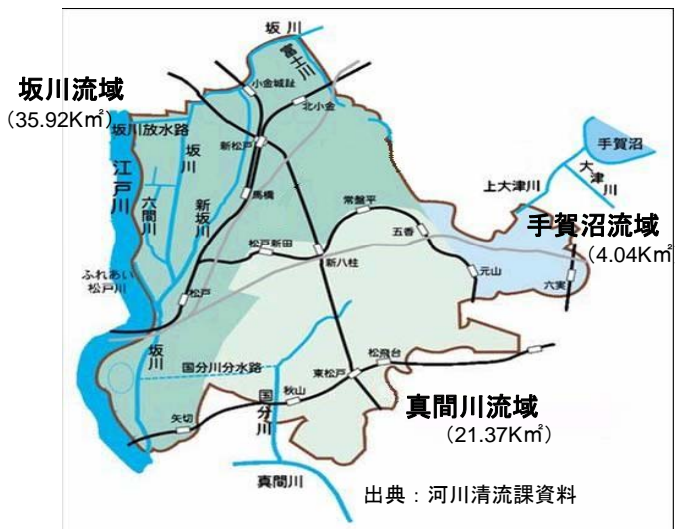 坂川
富士川
坂川流域
（35.92K㎡）
小金城趾
北小金
坂川放水路
坂川
新松戸
手賀沼
江戸川
六間川
新坂川
馬橋
大津川
上大津川
常盤平
手賀沼流域
（4.04K㎡
五香
松戸新田
新八柱
元山
六実
ふれあい
松戸川
松戸
坂川
国分川分水路
松飛台
東松戸
国分川
秋山
真間川流域
（21.37K㎡）
矢切
真間川
出典：河川清流課資料